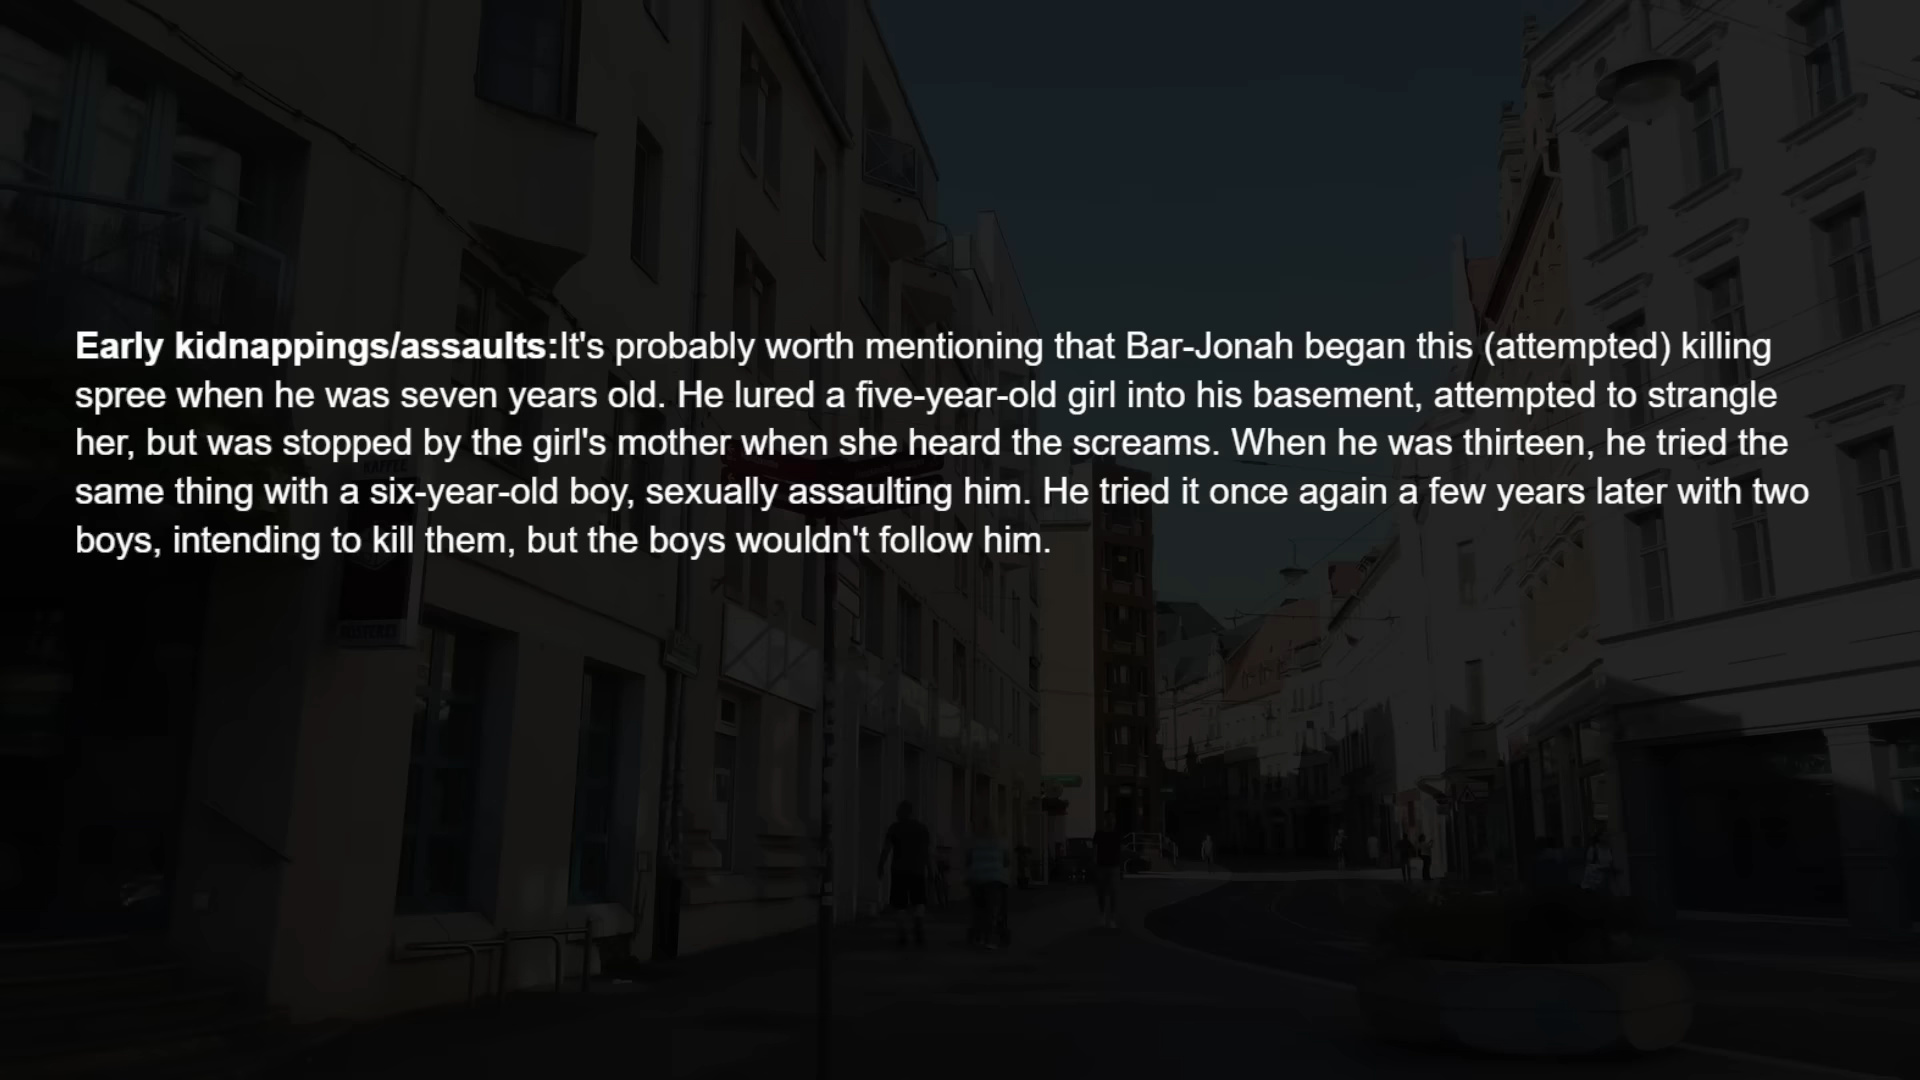 Early kidnappings/assaults:It's probably worth mentioning that Bar-Jonah began this (attempted) killing
spree when he was seven years old. He lured a five-year-old girl into his basement, attempted to strangle
her, but was stopped by the girl's mother when she heard the screams. When he was thirteen, he tried the
same thing with a six-year-old boy, sexually assaulting him. He tried it once again a few years later with two
boys, intending to kill them, but the boys wouldn't follow him.
KAFFEE